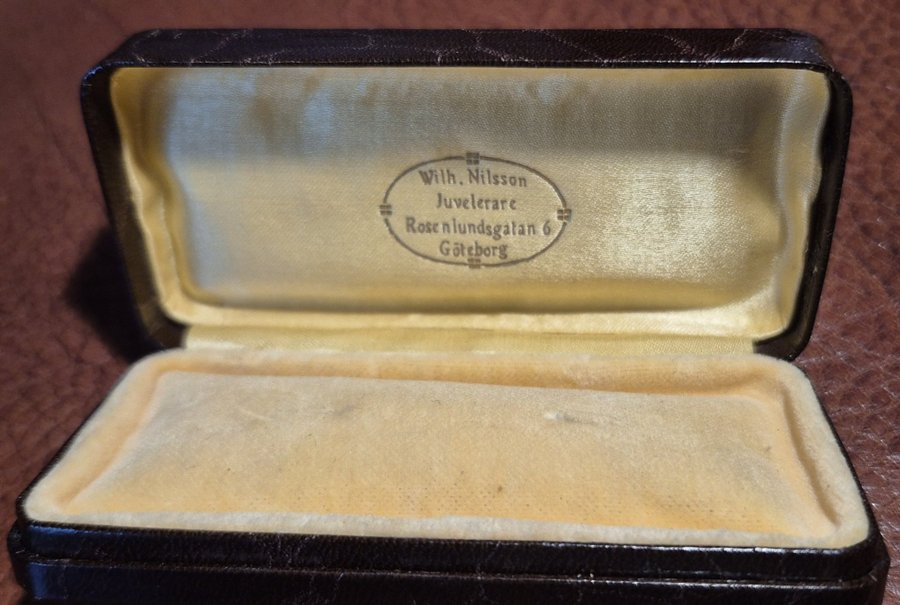 Wilh. Nilsson
Juvelerare
Rosenlundsgatan 6
Göteborg